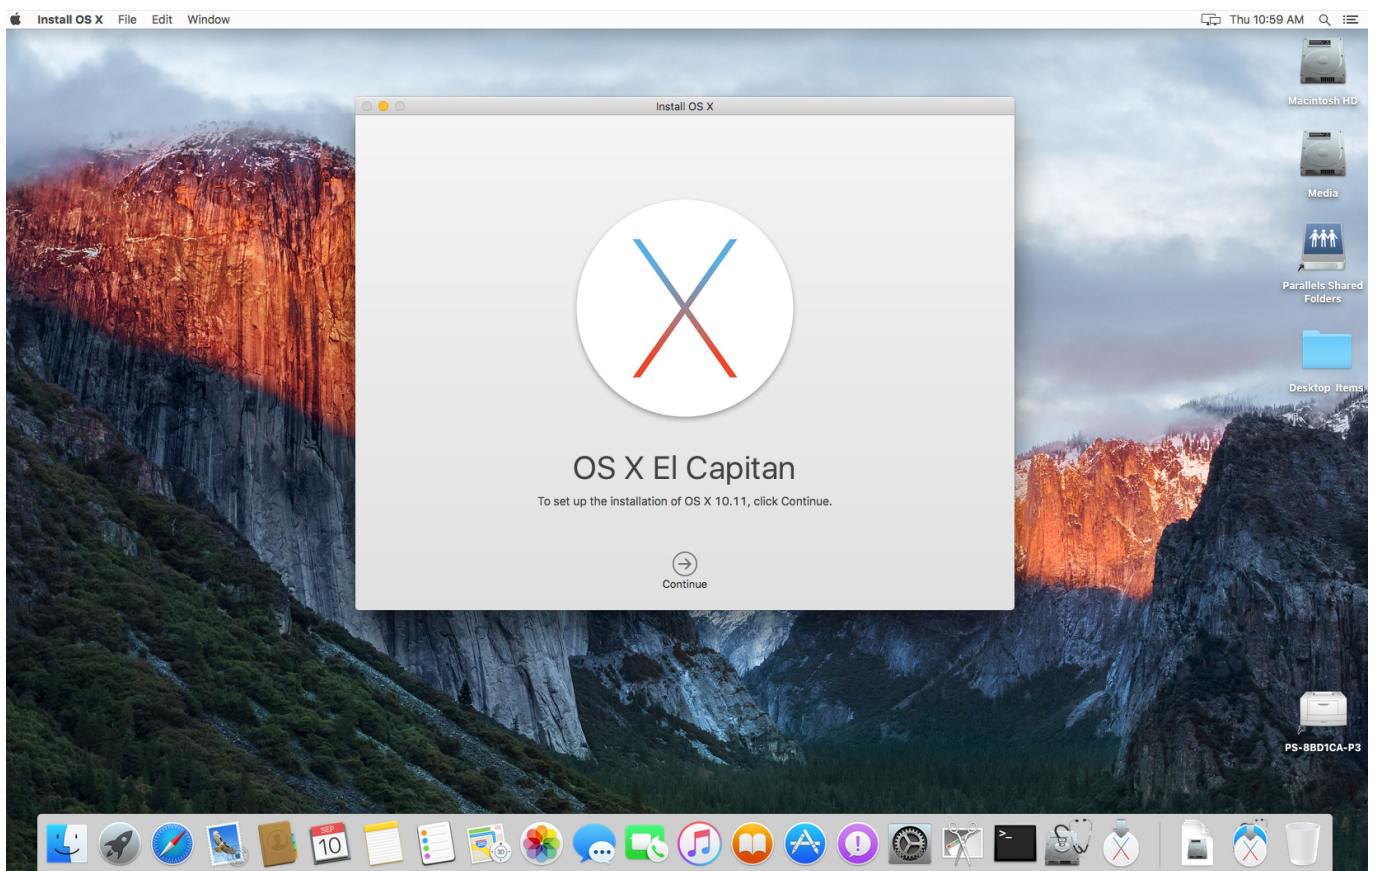 Install OS X File Edit Window Thu 10:59 AM
Macintosh HD
Media
Parallels Shared
Folders
Desktop Items
PS-8BD1CA-P3
Install OS X
OS X El Capitan
To set up the installation of OS X 10.11, click Continue.
Continue
SEP
10
3D
>_